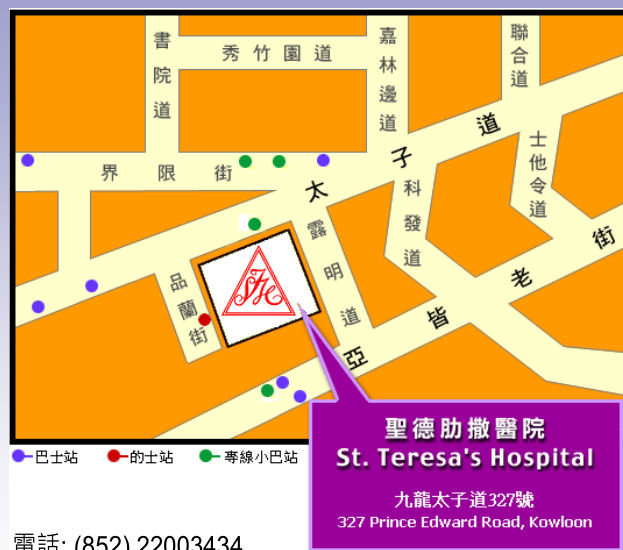 書院道
秀竹園道
嘉林邊道
聯合道
太子道
士他令道
界限街
科發道
露明道
品蘭街
亞皆老街
STH
聖德肋撒醫院
St. Teresa's Hospital
九龍太子道327號
327 Prince Edward Road, Kowloon
巴士站
的士站
專線小巴站
電話: (852) 22003434